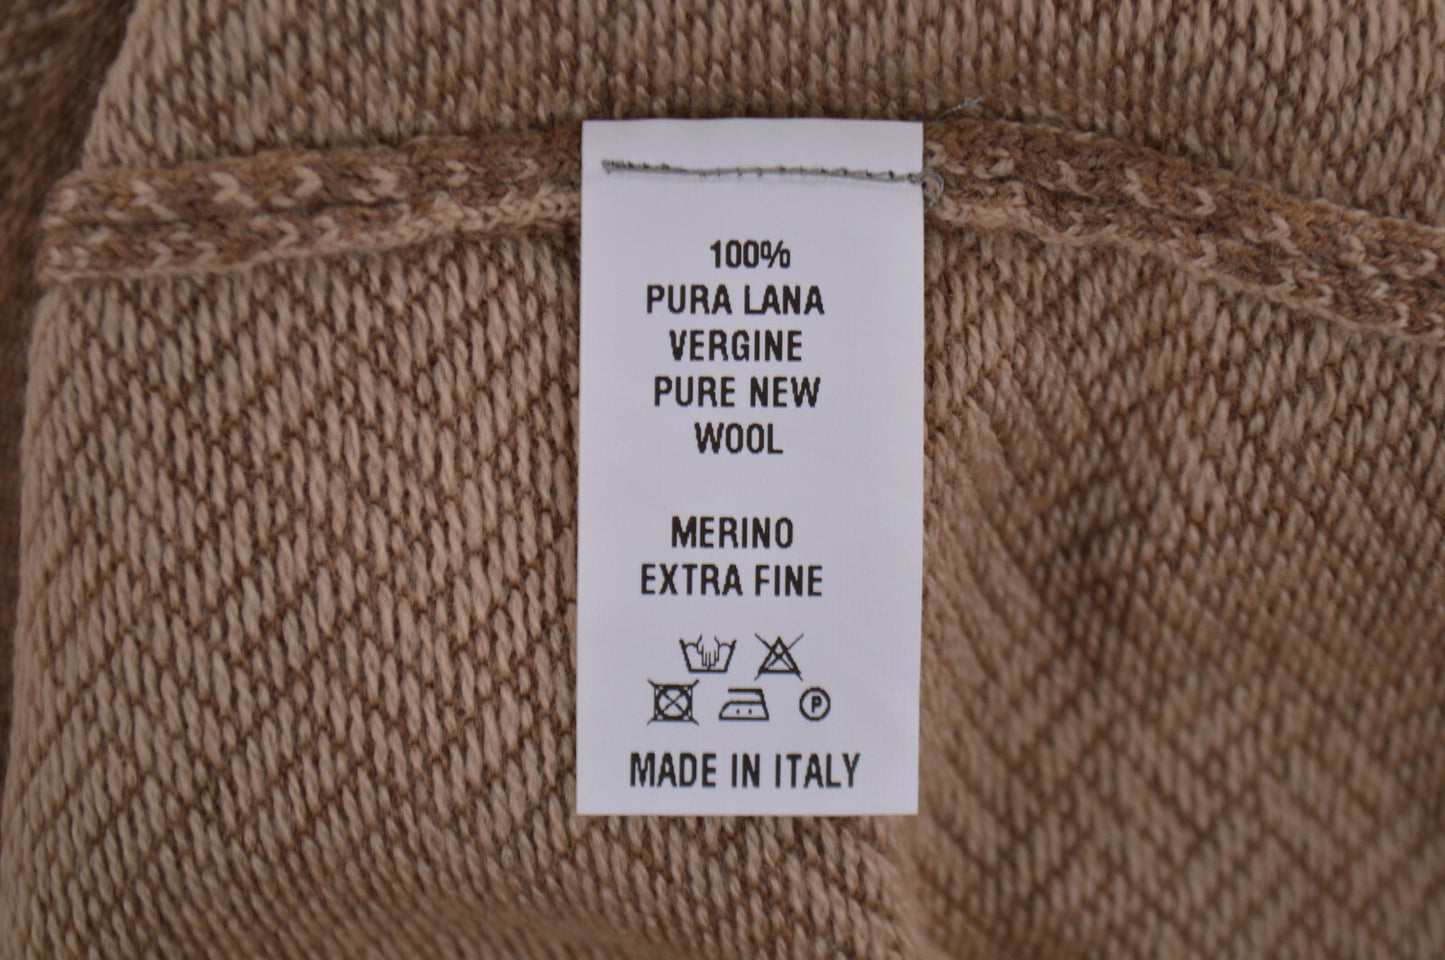 100%
PURA LANA
VERGINE
PURE NEW
WOOL
MERINO
EXTRA FINE
P
MADE IN ITALY